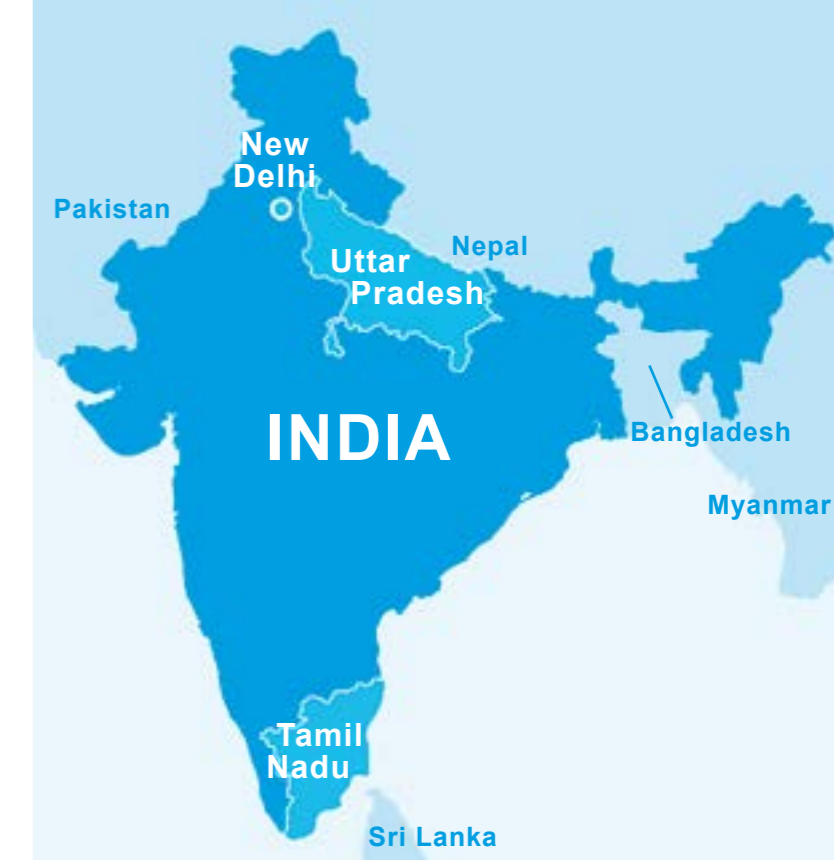 New
Delhi
Pakistan
Nepal
Uttar
Pradesh
INDIA
Bangladesh
Myanmar
Tamil
Nadu
Sri Lanka